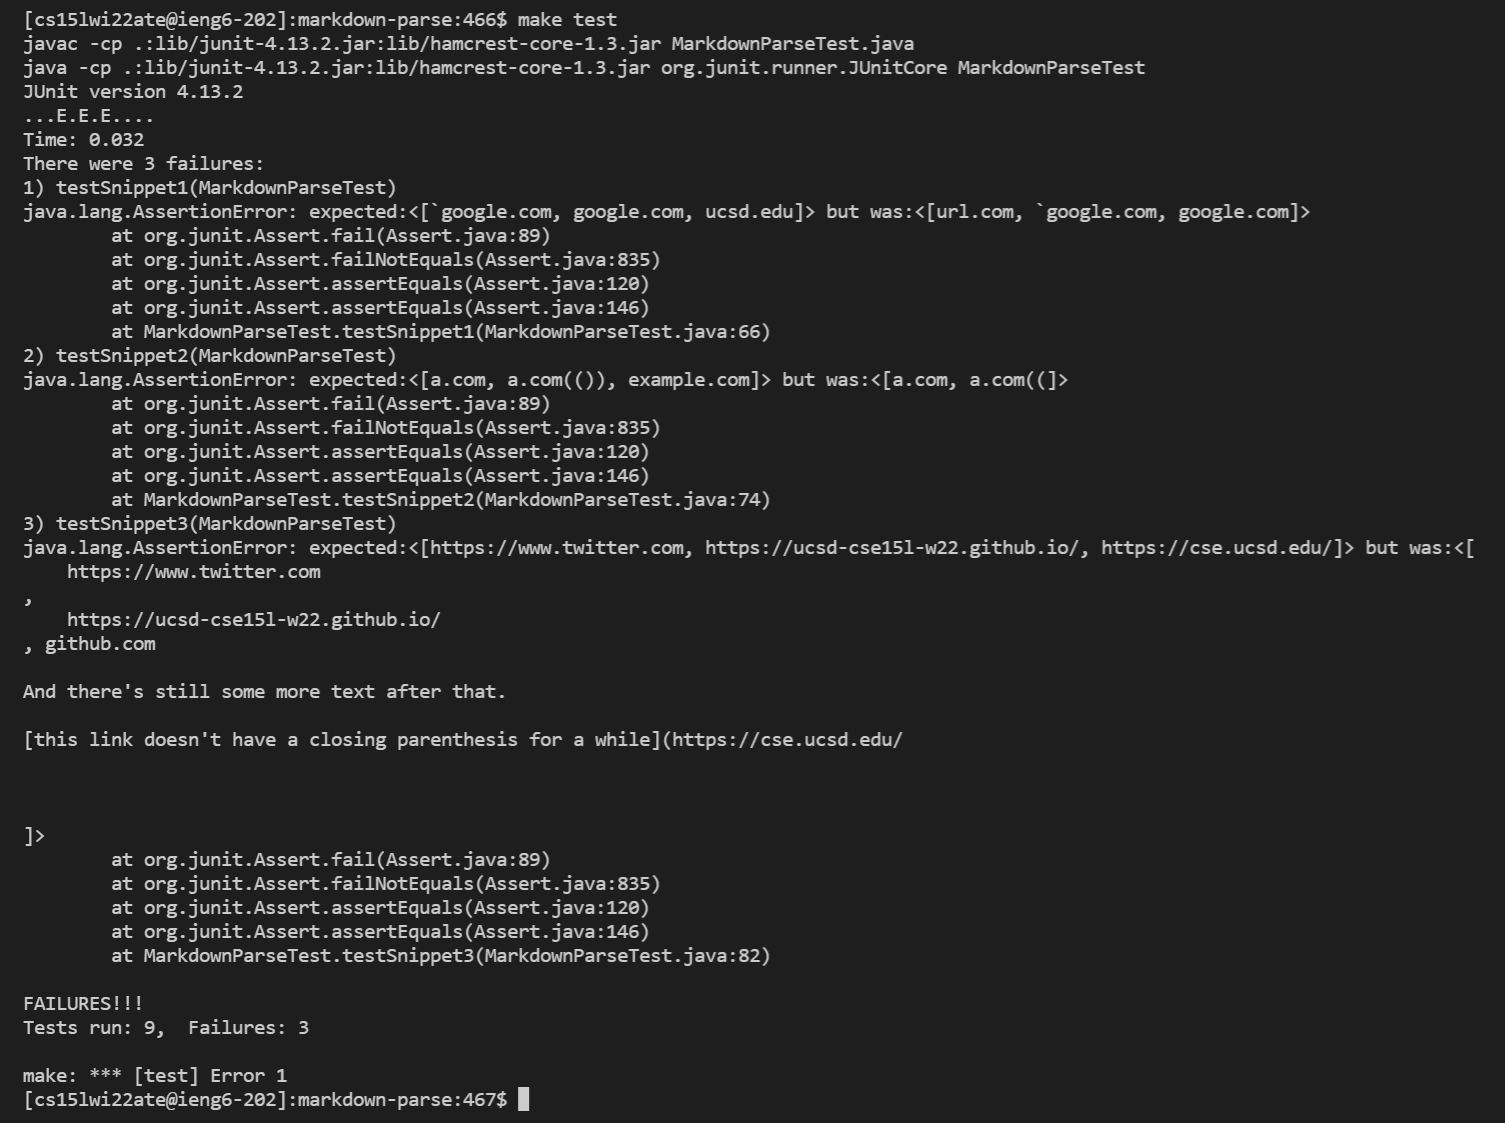 [cs15lwi22ate@ieng6-202]:markdown-parse:466$ make test
javac -cp .:lib/junit-4.13.2.jar:lib/hamcrest-core-1.3.jar MarkdownParseTest.java
java -cp .:lib/junit-4.13.2.jar:lib/hamcrest-core-1.3.jar org.junit.runner.JUnitCore MarkdownParseTest
JUnit version 4.13.2
...E.E.E....
Time: 0.032
There were 3 failures:
1) testSnippet1(MarkdownParseTest)
java.lang.AssertionError: expected:<[`google.com, google.com, ucsd.edu]> but was:<[url.com, `google.com, google.com]>
        at org.junit.Assert.fail(Assert.java:89)
        at org.junit.Assert.failNotEquals(Assert.java:835)
        at org.junit.Assert.assertEquals(Assert.java:120)
        at org.junit.Assert.assertEquals(Assert.java:146)
        at MarkdownParseTest.testSnippet1(MarkdownParseTest.java:66)
2) testSnippet2(MarkdownParseTest)
java.lang.AssertionError: expected:<[a.com, a.com(()), example.com]> but was:<[a.com, a.com((]>
        at org.junit.Assert.fail(Assert.java:89)
        at org.junit.Assert.failNotEquals(Assert.java:835)
        at org.junit.Assert.assertEquals(Assert.java:120)
        at org.junit.Assert.assertEquals(Assert.java:146)
        at MarkdownParseTest.testSnippet2(MarkdownParseTest.java:74)
3) testSnippet3(MarkdownParseTest)
java.lang.AssertionError: expected:<[https://www.twitter.com, https://ucsd-cse15l-w22.github.io/, https://cse.ucsd.edu/]> but was:<[
    https://www.twitter.com
,
    https://ucsd-cse15l-w22.github.io/
, github.com

And there's still some more text after that.

[this link doesn't have a closing parenthesis for a while](https://cse.ucsd.edu/

]>
        at org.junit.Assert.fail(Assert.java:89)
        at org.junit.Assert.failNotEquals(Assert.java:835)
        at org.junit.Assert.assertEquals(Assert.java:120)
        at org.junit.Assert.assertEquals(Assert.java:146)
        at MarkdownParseTest.testSnippet3(MarkdownParseTest.java:82)

FAILURES!!!
Tests run: 9,  Failures: 3

make: *** [test] Error 1
[cs15lwi22ate@ieng6-202]:markdown-parse:467$